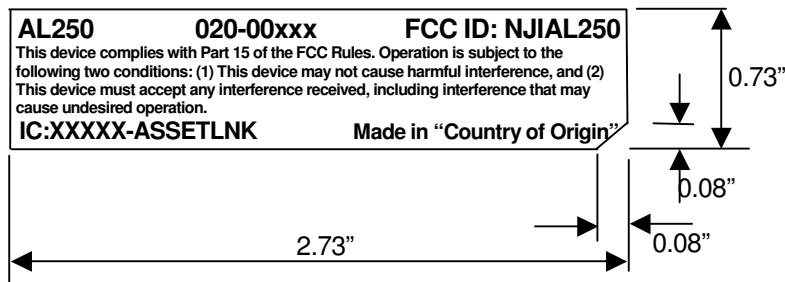 AL250 020-00xxx FCC ID: NJIAL250
This device complies with Part 15 of the FCC Rules. Operation is subject to the
following two conditions: (1) This device may not cause harmful interference, and (2)
This device must accept any interference received, including interference that may
cause undesired operation.
IC:XXXXX-ASSETLNK Made in “Country of Origin”
0.73”
0.08”
0.08”
2.73”